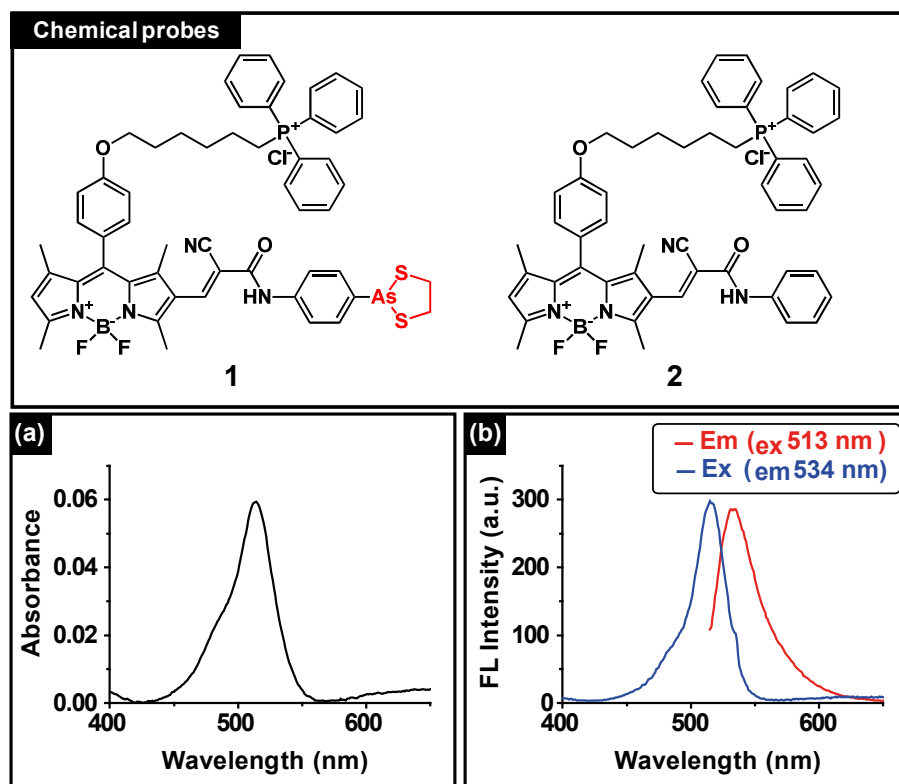 Chemical probes
P+
Cl-
O
NC O
HN
S
As
S
N+ N
B-
F F
1
P+
Cl-
O
NC O
HN
N+ N
B-
F F
2
(a)
Absorbance
0.06
0.04
0.02
0.00
400 500 600
Wavelength (nm)
(b)
Em (ex 513 nm)
Ex (em 534 nm)
FL Intensity (a.u.)
300
200
100
0
400 500 600
Wavelength (nm)